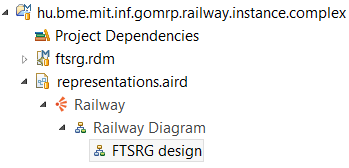 hu.bme.mit.inf.gomrp.railway.instance.complex
Project Dependencies
ftsrg.rdm
representations.aird
Railway
Railway Diagram
FTSRG design